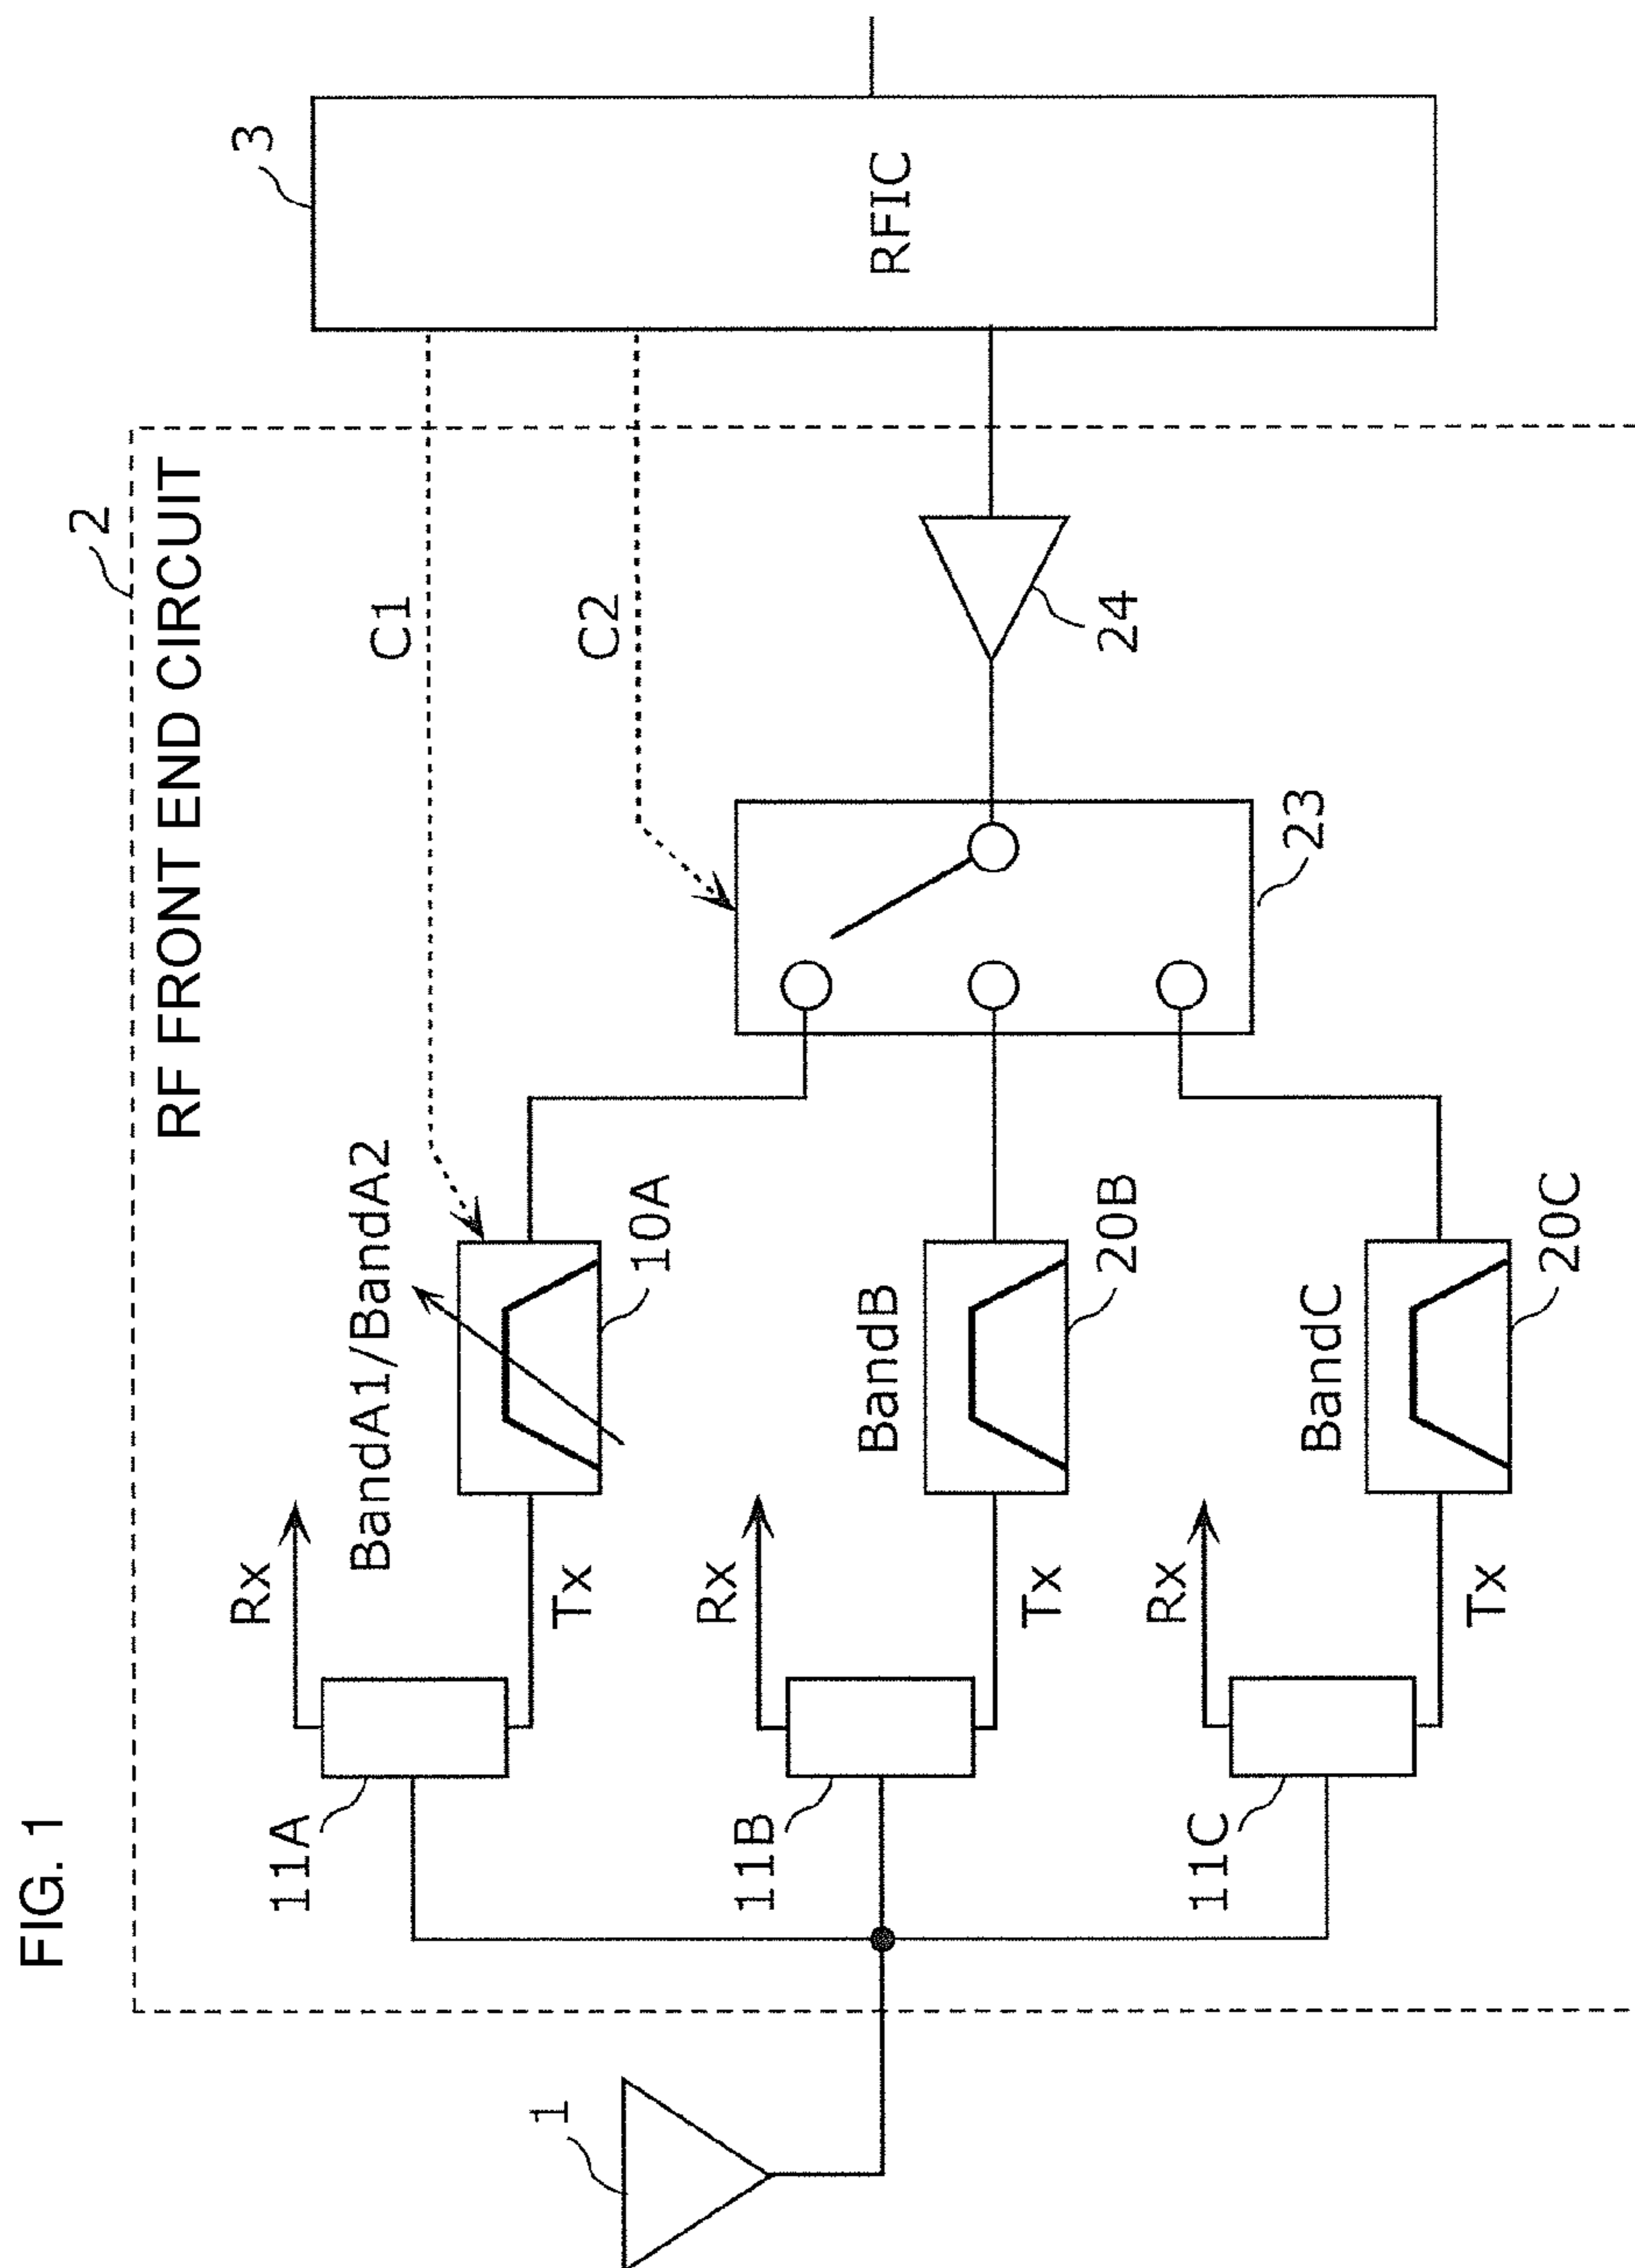 FIG. 1
RF FRONT END CIRCUIT
2
3
RFIC
C1
C2
BandA1/BandA2
10A
Rx
Tx
11A
BandB
20B
Rx
Tx
11B
BandC
20C
Rx
Tx
11C
23
24
1